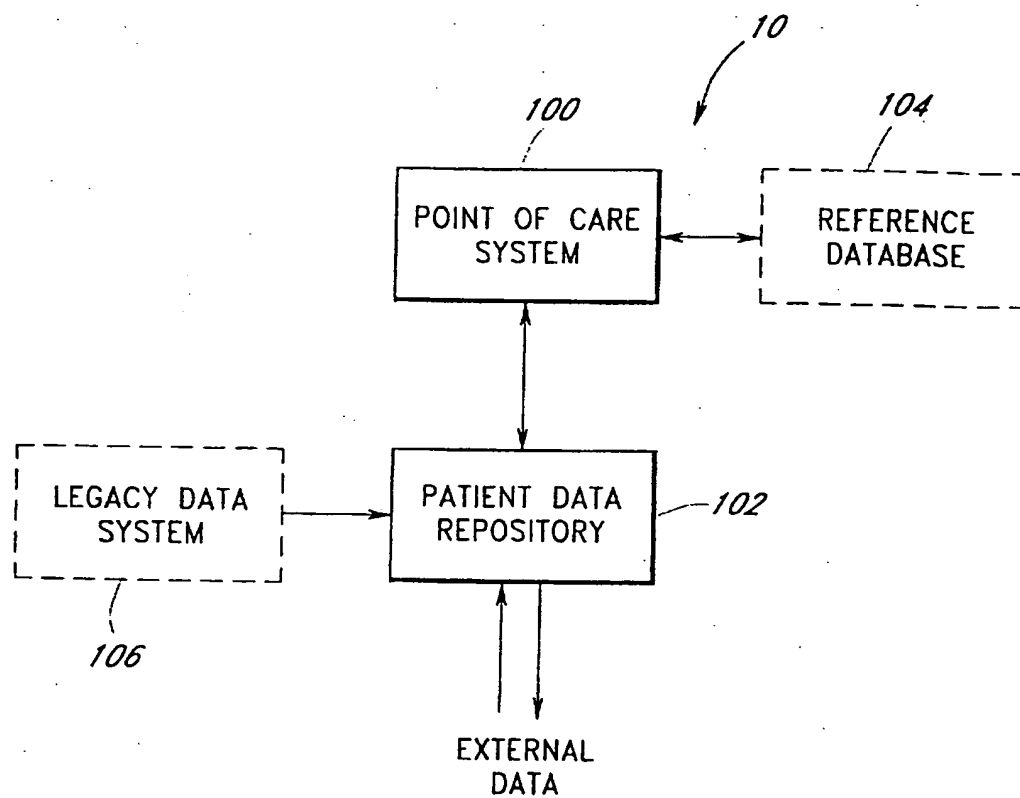 10
100
104
POINT OF CARE
SYSTEM
REFERENCE
DATABASE
LEGACY DATA
SYSTEM
PATIENT DATA
REPOSITORY
102
106
EXTERNAL
DATA